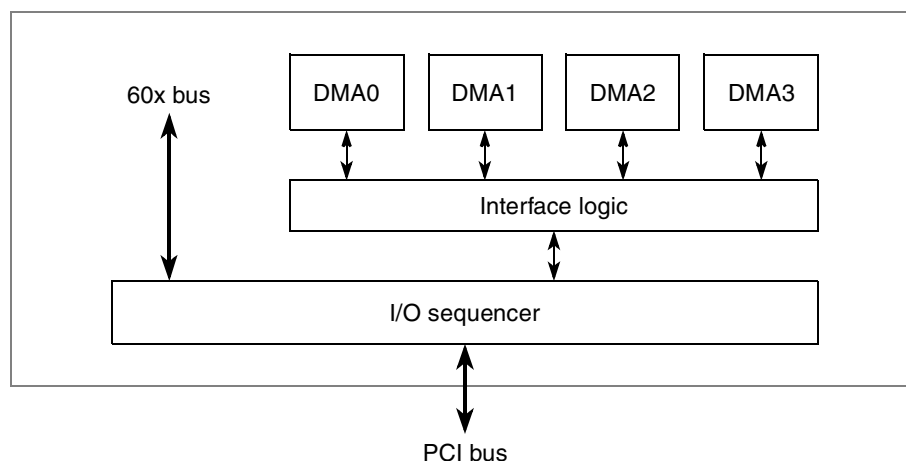 60x bus
DMA0
DMA1
DMA2
DMA3
Interface logic
I/O sequencer
PCI bus